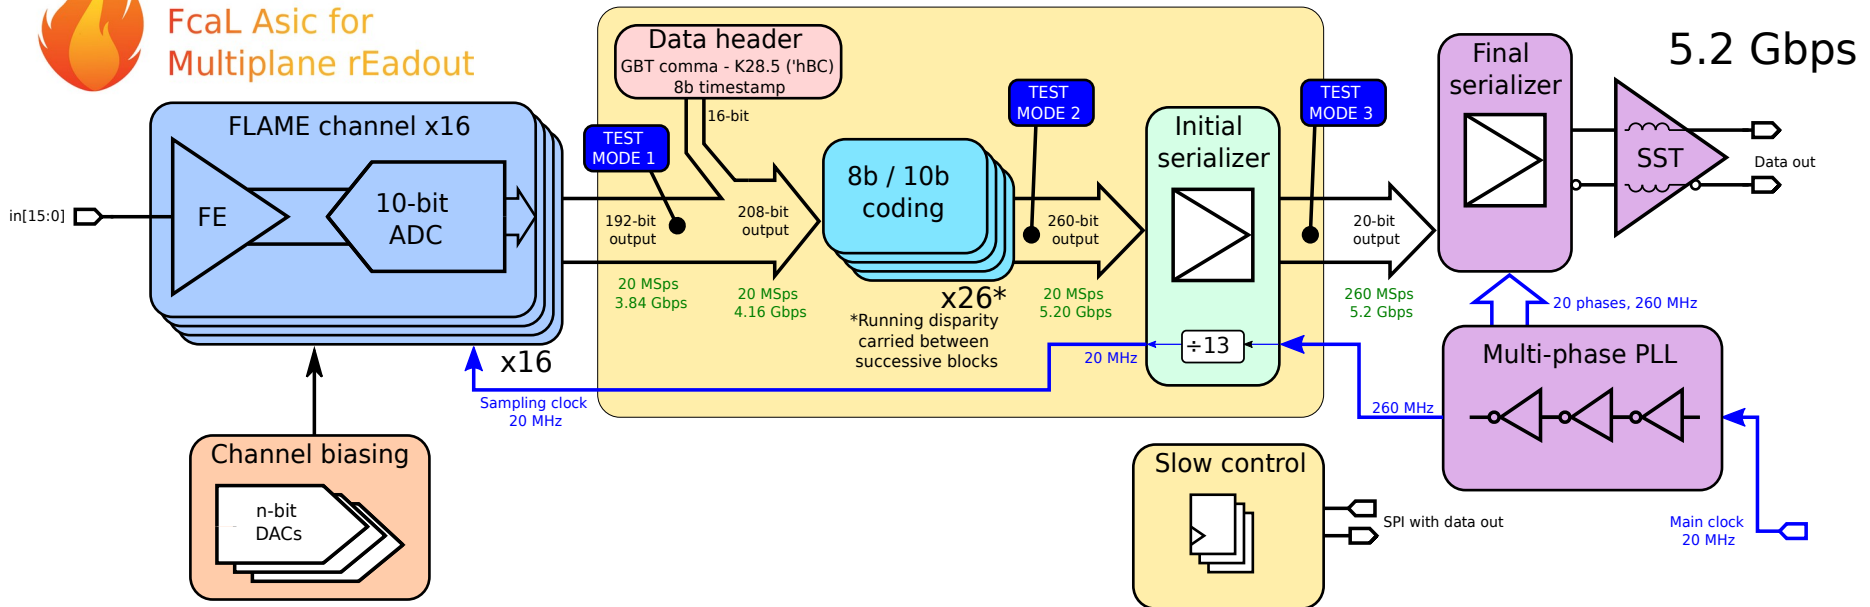 FcaL Asic for
Multiplane rEadout
5.2 Gbps
in[15:0]
FLAME channel x16
FE
10-bit
ADC
x16
Channel biasing
n-bit
DACs
Data header
GBT comma - K28.5 ('hBC)
8b timestamp
16-bit
TEST
MODE 1
192-bit
output
20 MSps
3.84 Gbps
208-bit
output
20 MSps
4.16 Gbps
8b / 10b
coding
x26*
*Running disparity
carried between
successive blocks
TEST
MODE 2
260-bit
output
20 MSps
5.20 Gbps
Initial
serializer
÷13
20 MHz
Sampling clock
20 MHz
TEST
MODE 3
20-bit
output
260 MSps
5.2 Gbps
Final
serializer
SST
Data out
20 phases, 260 MHz
Multi-phase PLL
260 MHz
Main clock
20 MHz
Slow control
SPI with data out